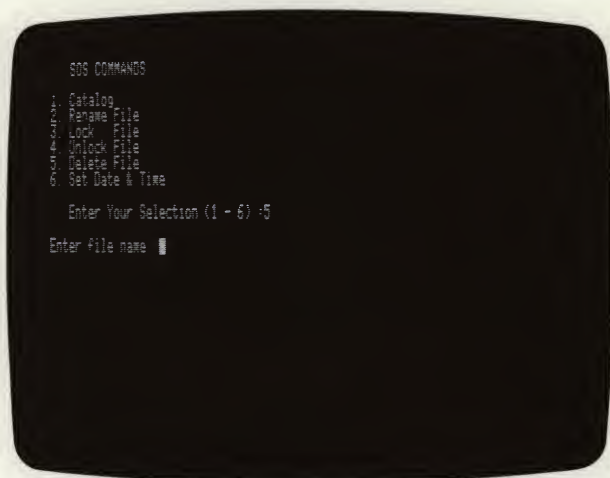 SOS COMMANDS
1. Catalog
2. Rename File
3. Lock File
4. Unlock File
5. Delete File
6. Set Date & Time
Enter Your Selection (1 - 6) :5
Enter file name